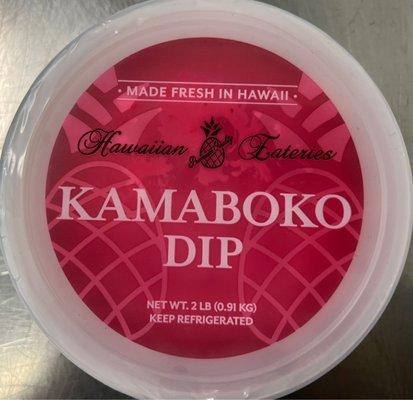 • MADE FRESH IN HAWAII •
Hawaiian Eateries
KAMABOKO
DIP
NET WT. 2 LB (0.91 KG)
KEEP REFRIGERATED